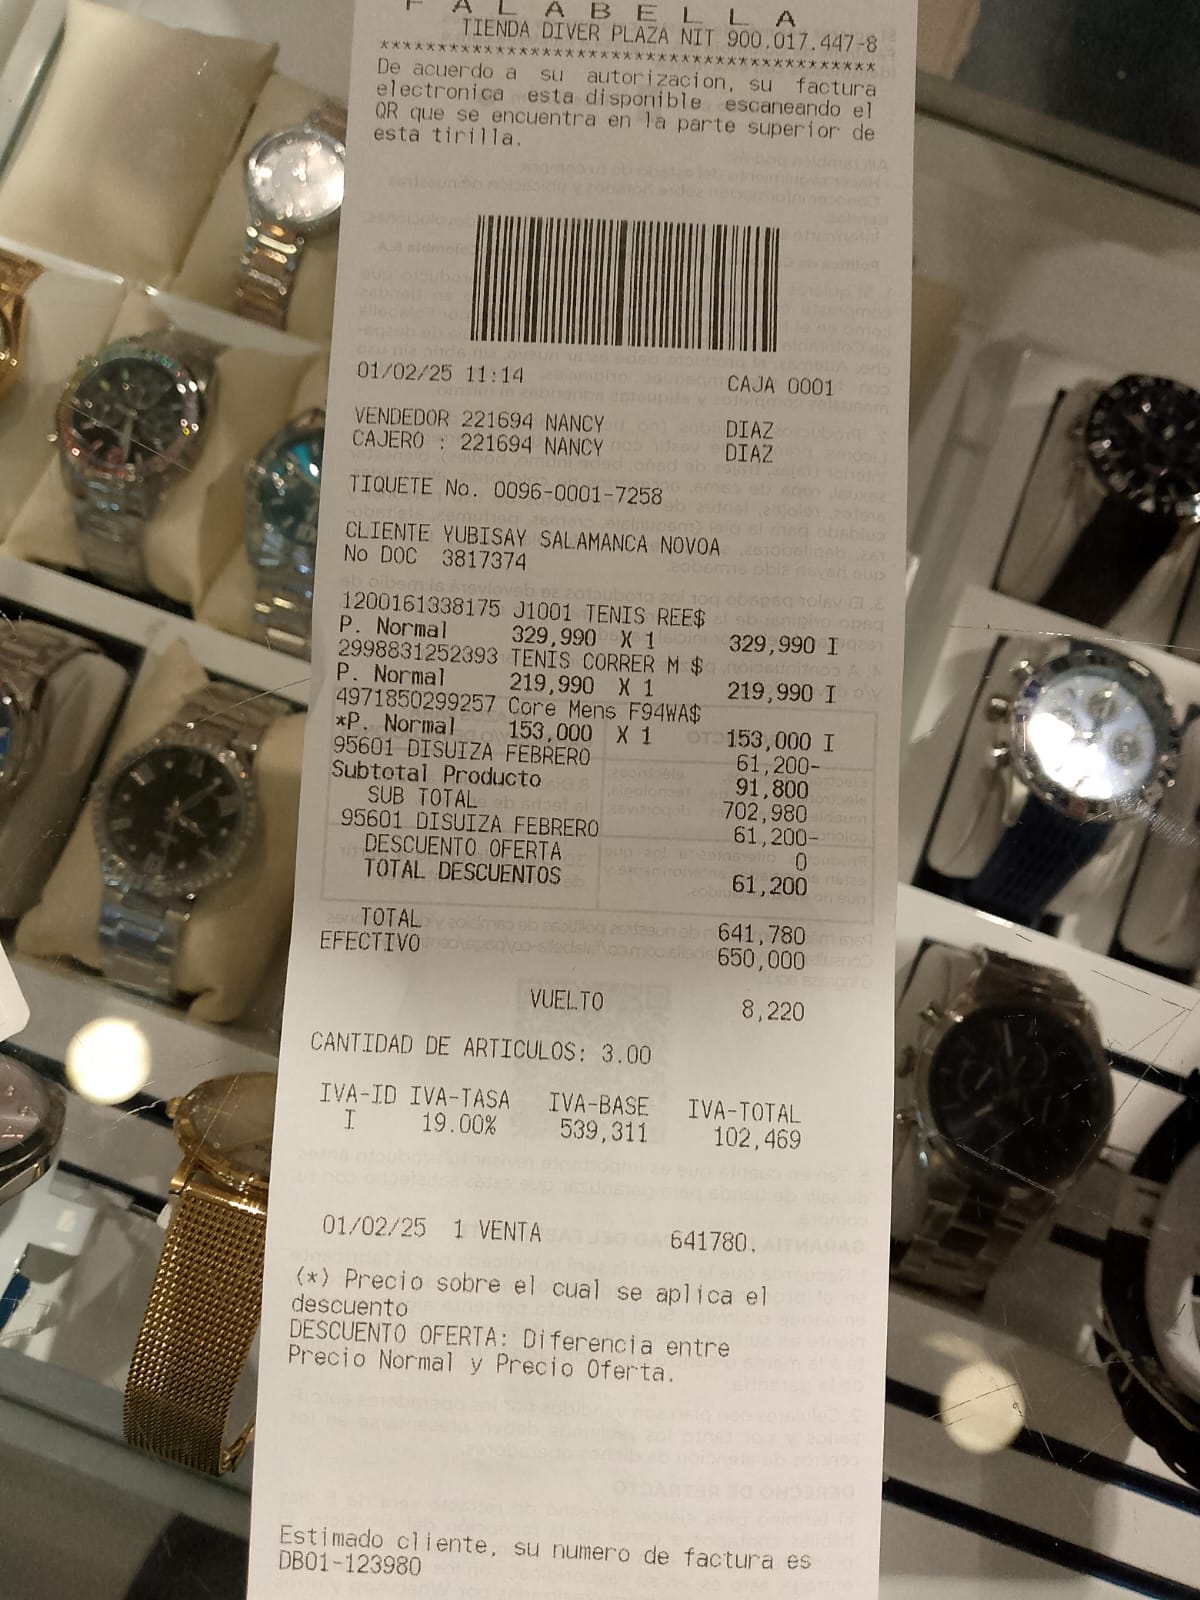 FALABELLA
TIENDA DIVER PLAZA NIT 900.017.447-8
*******************************************
De acuerdo a su autorizacion, su factura
electronica esta disponible escaneando el
QR que se encuentra en la parte superior de
esta tirilla.
01/02/25 11:14 CAJA 0001
VENDEDOR 221694 NANCY DIAZ
CAJERO : 221694 NANCY DIAZ
TIQUETE No. 0096-0001-7258
CLIENTE YUBISAY SALAMANCA NOVOA
No DOC 3817374
1200161338175 J1001 TENIS REE$
P. Normal 329,990 X 1 329,990 I
2998831252393 TENIS CORRER M $
P. Normal 219,990 X 1 219,990 I
4971850299257 Core Mens F94WA$
*P. Normal 153,000 X 1 153,000 I
95601 DISUIZA FEBRERO 61,200-
Subtotal Producto 91,800
SUB TOTAL 702,980
95601 DISUIZA FEBRERO 61,200-
DESCUENTO OFERTA 0
TOTAL DESCUENTOS 61,200
TOTAL 641,780
EFECTIVO 650,000
VUELTO 8,220
CANTIDAD DE ARTICULOS: 3.00
IVA-ID IVA-TASA IVA-BASE IVA-TOTAL
I 19.00% 539,311 102,469
01/02/25 1 VENTA 641780.
(*) Precio sobre el cual se aplica el
descuento
DESCUENTO OFERTA: Diferencia entre
Precio Normal y Precio Oferta.
Estimado cliente, su numero de factura es
DB01-123980